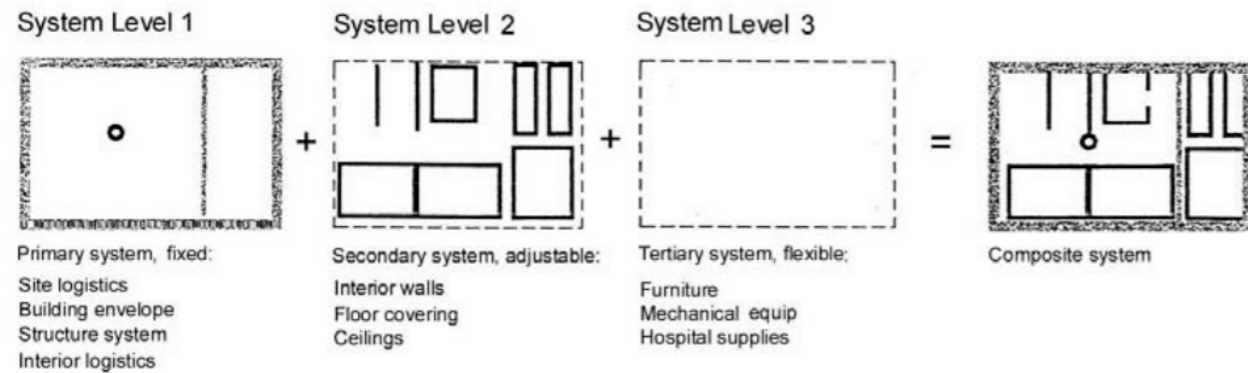 System Level 1
System Level 2
System Level 3
+
+
=
Primary system, fixed:
Site logistics
Building envelope
Structure system
Interior logistics
Secondary system, adjustable:
Interior walls
Floor covering
Ceilings
Tertiary system, flexible:
Furniture
Mechanical equip
Hospital supplies
Composite system